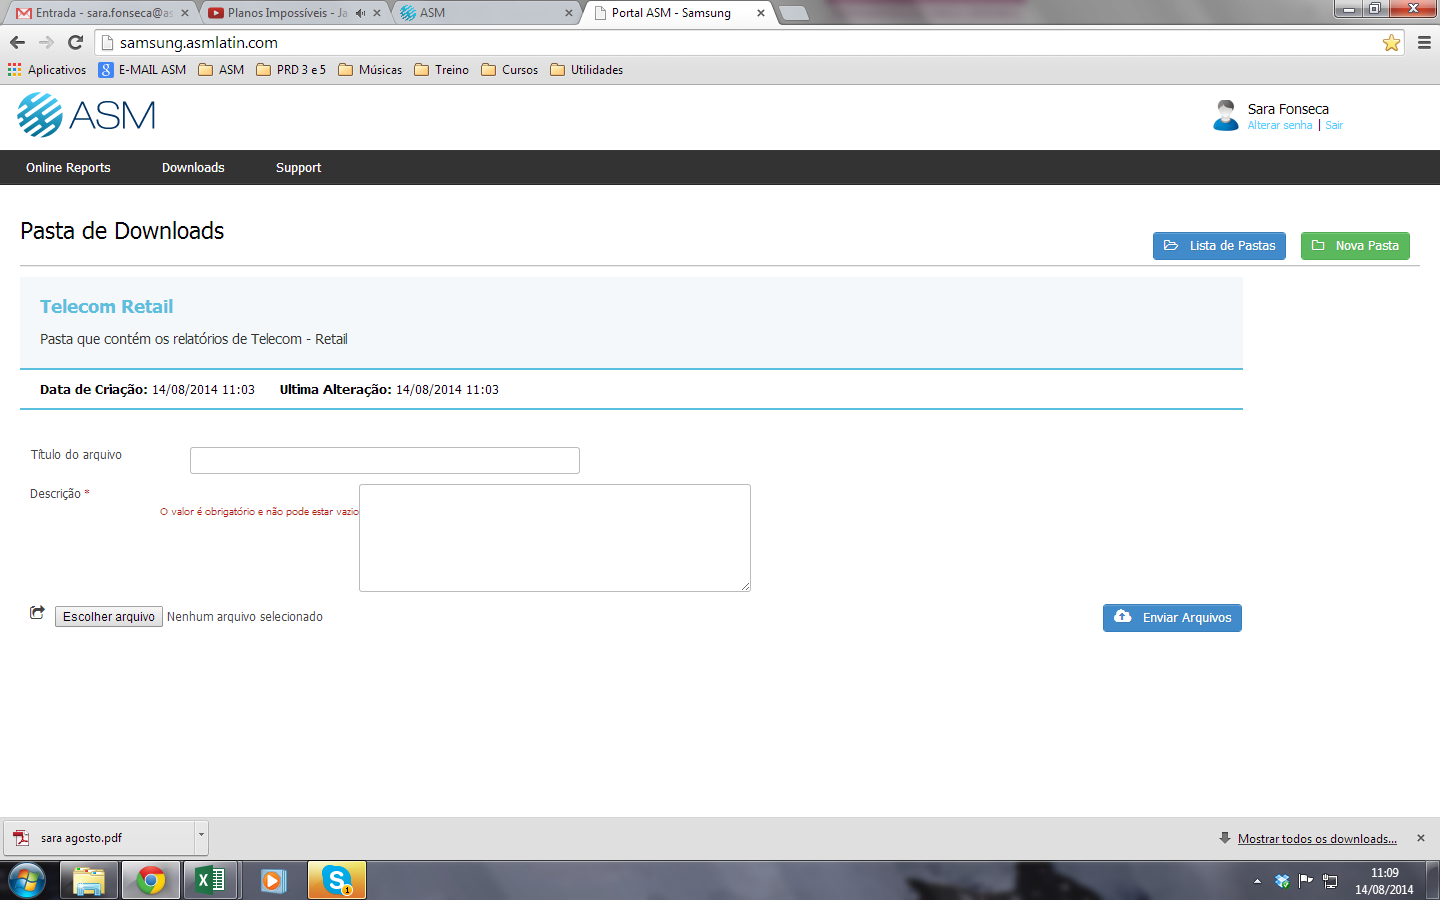 Entrada - sara.fonseca@as
Planos Impossíveis - Ja
ASM
Portal ASM - Samsung
samsung.asmlatin.com
Aplicativos
E-MAIL ASM
ASM
PRD 3 e 5
Músicas
Treino
Cursos
Utilidades
ASM
Sara Fonseca
Alterar senha | Sair
Online Reports
Downloads
Support
Pasta de Downloads
Lista de Pastas
Nova Pasta
Telecom Retail
Pasta que contém os relatórios de Telecom - Retail
Data de Criação: 14/08/2014 11:03 Ultima Alteração: 14/08/2014 11:03
Título do arquivo
Descrição *
O valor é obrigatório e não pode estar vazio
Escolher arquivo Nenhum arquivo selecionado
Enviar Arquivos
sara agosto.pdf
Mostrar todos os downloads...
11:09
14/08/2014